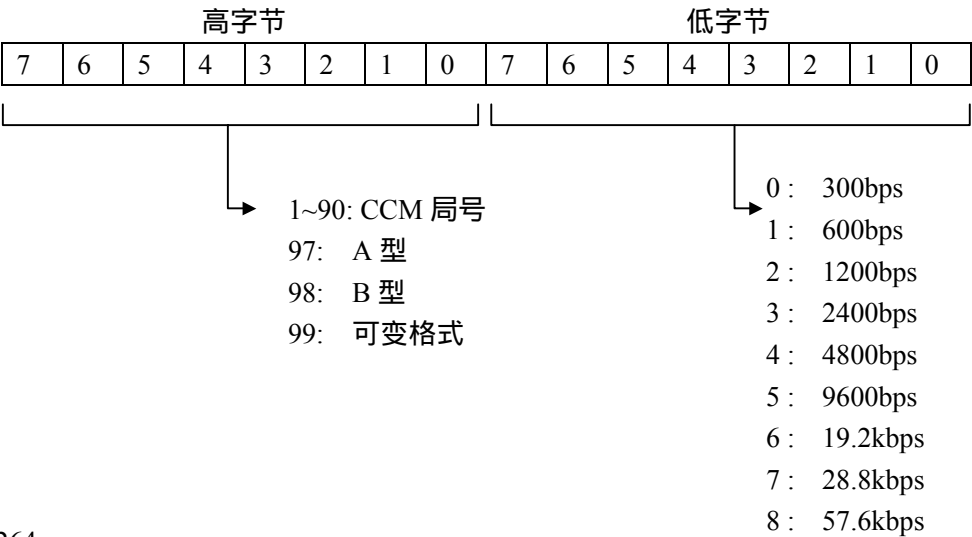 高字节 低字节
7 6 5 4 3 2 1 0 7 6 5 4 3 2 1 0
1~90: CCM 局号
97: A 型
98: B 型
99: 可变格式
0 : 300bps
1 : 600bps
2 : 1200bps
3 : 2400bps
4 : 4800bps
5 : 9600bps
6 : 19.2kbps
7 : 28.8kbps
8 : 57.6kbps